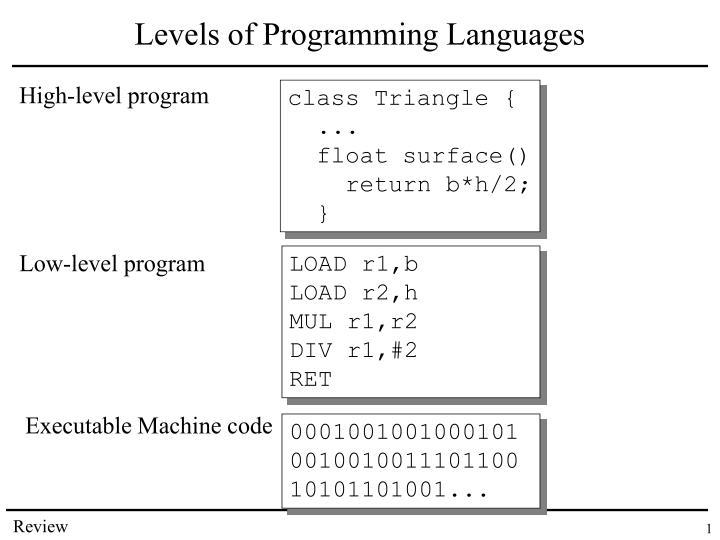 Levels of Programming Languages
High-level program
class Triangle {
  ...
  float surface()
    return b*h/2;
  }
Low-level program
LOAD r1,b
LOAD r2,h
MUL r1,r2
DIV r1,#2
RET
Executable Machine code
0001001001000101
0010010011101100
10101101001...
Review
1